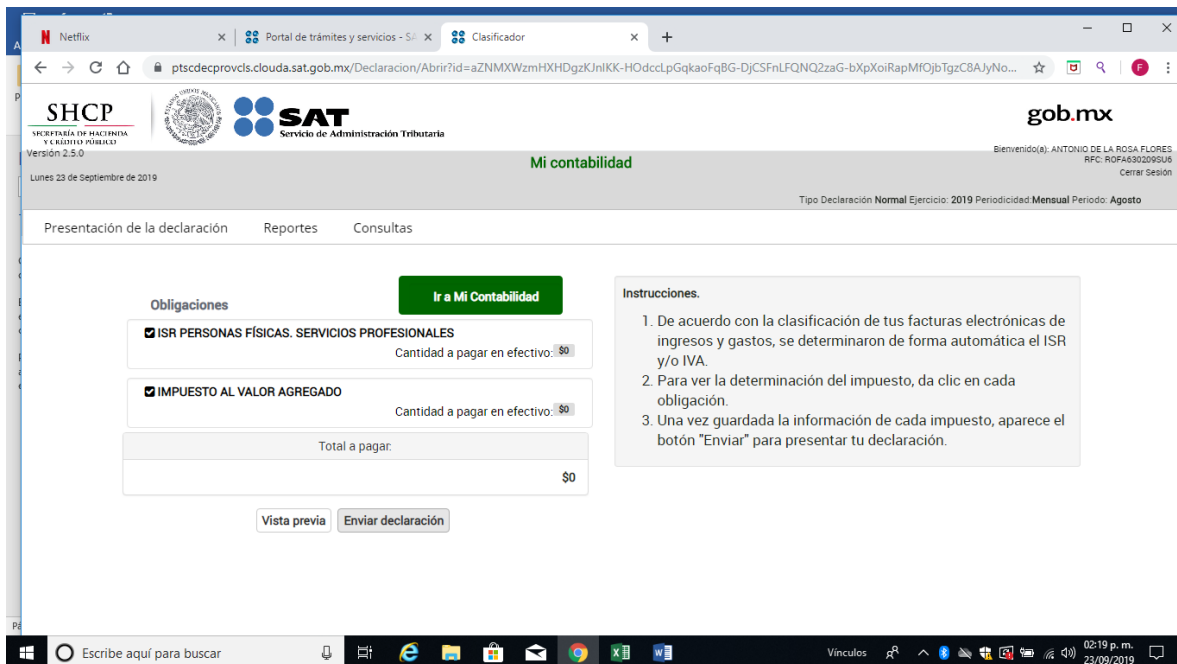 Netflix
Portal de trámites y servicios - SA
Clasificador
ptscdecprovcls.clouda.sat.gob.mx/Declaracion/Abrir?id=aZNMXWzmHXHDgzKJnIKK-HOdccLpGqkaoFqBG-DjCSFnLFQNQ2zaG-bXpXoiRapMfOjbTgzC8AJyNo...
F
SHCP
SECRETARÍA DE HACIENDA
Y CRÉDITO PÚBLICO
SAT
Servicio de Administración Tributaria
gob.mx
Versión 2.5.0
Lunes 23 de Septiembre de 2019
Mi contabilidad
Bienvenido(a): ANTONIO DE LA ROSA FLORES
RFC: ROFA630209SU6
Cerrar Sesión
Tipo Declaración Normal Ejercicio: 2019 Periodicidad:Mensual Periodo: Agosto
Presentación de la declaración Reportes Consultas
Obligaciones
Ir a Mi Contabilidad
ISR PERSONAS FÍSICAS. SERVICIOS PROFESIONALES
Cantidad a pagar en efectivo: $0
IMPUESTO AL VALOR AGREGADO
Cantidad a pagar en efectivo: $0
Total a pagar:
$0
Vista previa Enviar declaración
Instrucciones.
1. De acuerdo con la clasificación de tus facturas electrónicas de
ingresos y gastos, se determinaron de forma automática el ISR
y/o IVA.
2. Para ver la determinación del impuesto, da clic en cada
obligación.
3. Una vez guardada la información de cada impuesto, aparece el
botón "Enviar" para presentar tu declaración.
Escribe aquí para buscar
Vínculos
02:19 p. m.
23/09/2019